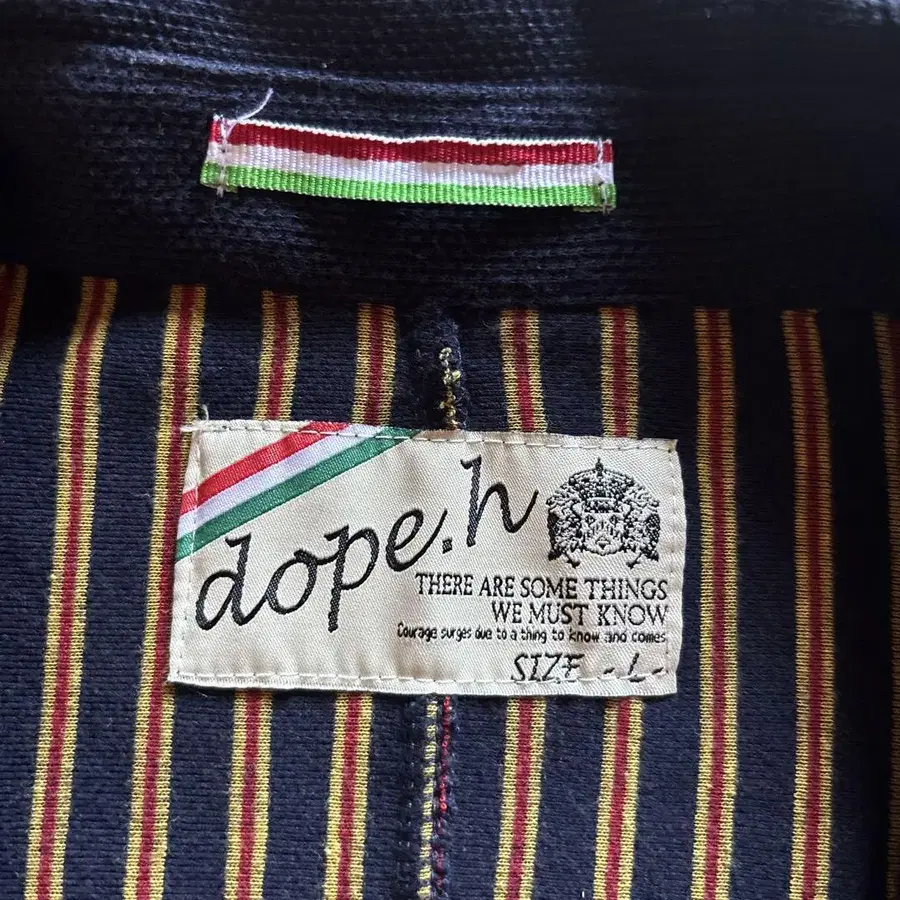 dope.h
THERE ARE SOME THINGS
WE MUST KNOW
Courage surges due to a thing to know and comes
SIZE -L-